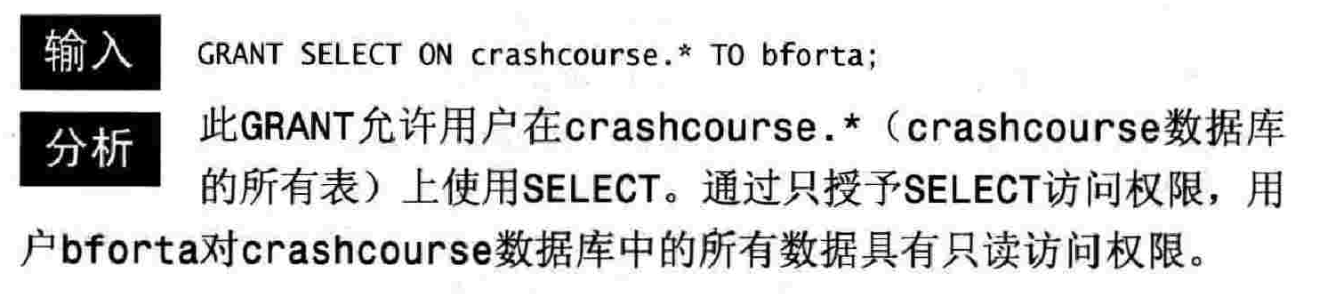 输入 GRANT SELECT ON crashcourse.* TO bforta;
分析 此GRANT允许用户在crashcourse.*（crashcourse数据库
的所有表）上使用SELECT。通过只授予SELECT访问权限，用
户bforta对crashcourse数据库中的所有数据具有只读访问权限。